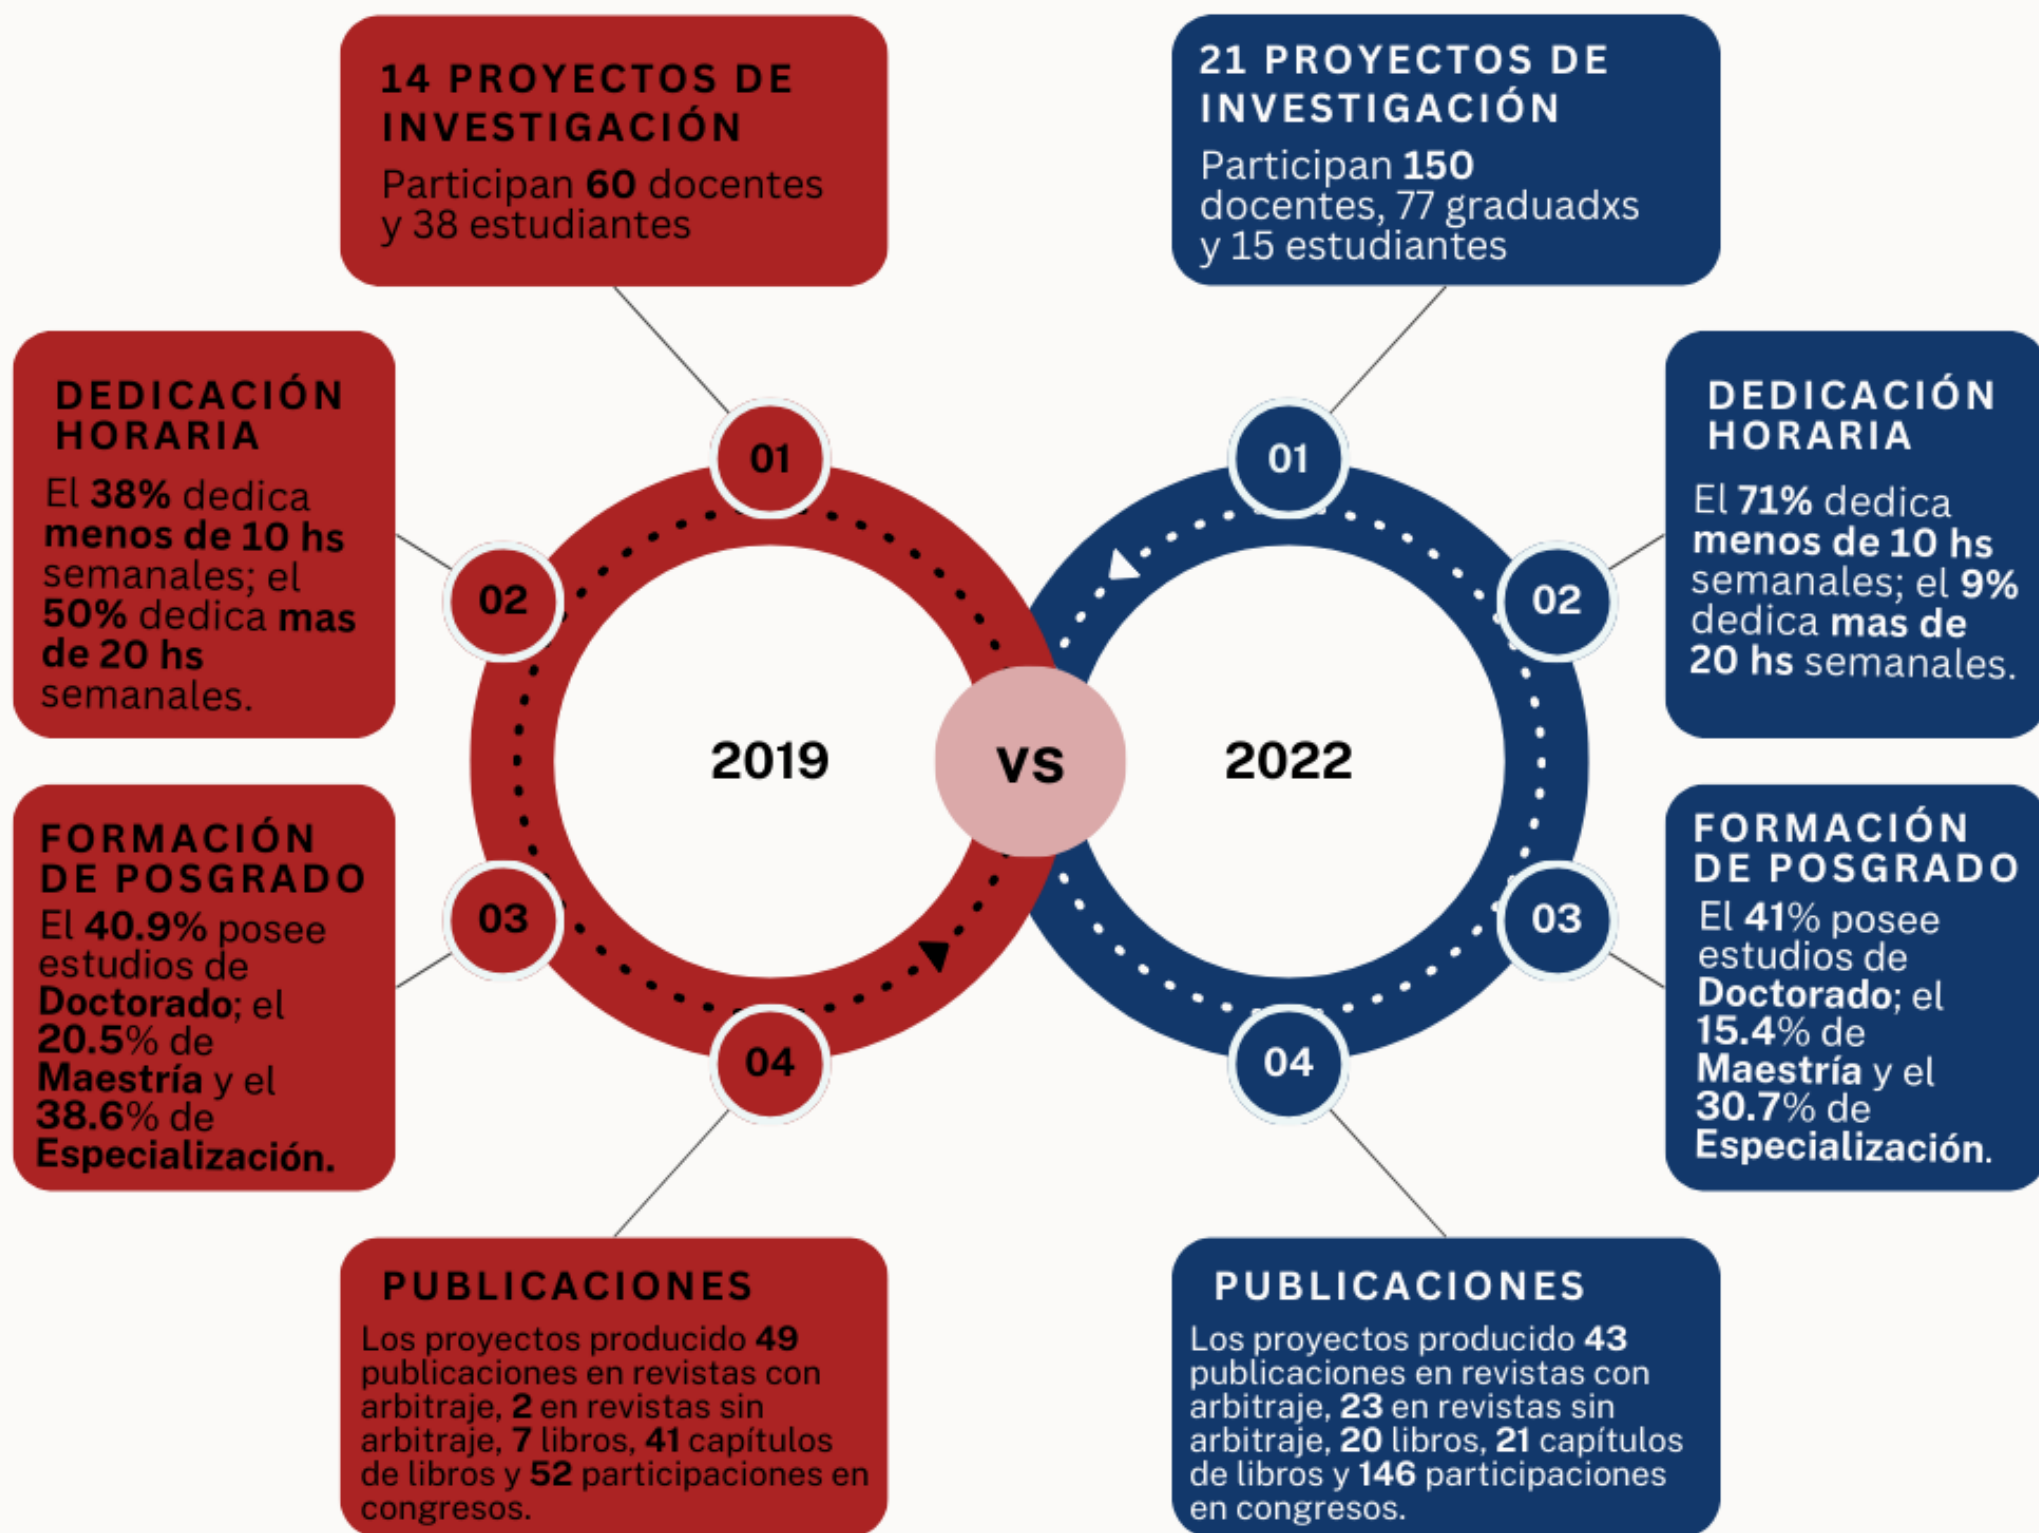 14 PROYECTOS DE
INVESTIGACIÓN
Participan 60 docentes
y 38 estudiantes
21 PROYECTOS DE
INVESTIGACIÓN
Participan 150
docentes, 77 graduadxs
y 15 estudiantes
DEDICACIÓN
HORARIA
El 38% dedica
menos de 10 hs
semanales; el
50% dedica mas
de 20 hs
semanales.
01
02
03
04
2019
vs
2022
01
02
03
04
DEDICACIÓN
HORARIA
El 71% dedica
menos de 10 hs
semanales; el 9%
dedica mas de
20 hs semanales.
FORMACIÓN
DE POSGRADO
El 40.9% posee
estudios de
Doctorado; el
20.5% de
Maestría y el
38.6% de
Especialización.
FORMACIÓN
DE POSGRADO
El 41% posee
estudios de
Doctorado; el
15.4% de
Maestría y el
30.7% de
Especialización.
PUBLICACIONES
Los proyectos producido 49
publicaciones en revistas con
arbitraje, 2 en revistas sin
arbitraje, 7 libros, 41 capítulos
de libros y 52 participaciones en
congresos.
PUBLICACIONES
Los proyectos producido 43
publicaciones en revistas con
arbitraje, 23 en revistas sin
arbitraje, 20 libros, 21 capítulos
de libros y 146 participaciones
en congresos.